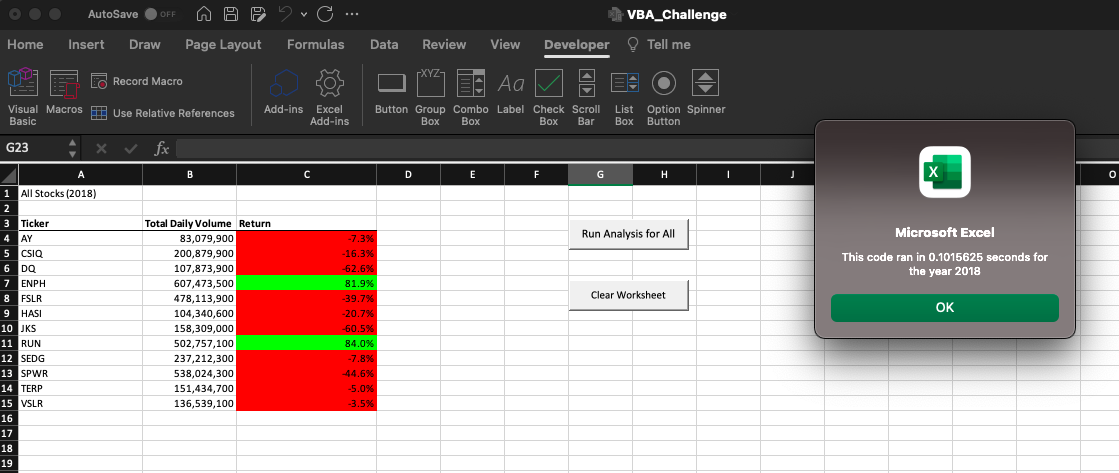 AutoSave OFF VBA_Challenge
Home Insert Draw Page Layout Formulas Data Review View Developer Tell me
Visual Basic Macros Record Macro Use Relative References Add-ins Excel Add-ins Button XYZ Group Box Combo Box Aa Label Check Box Scroll Bar List Box Option Button Spinner
G23 fx
A B C D E F G H I J O
1 All Stocks (2018)
2
3 Ticker Total Daily Volume Return
4 AY 83,079,900 -7.3%
5 CSIQ 200,879,900 -16.3%
6 DQ 107,873,900 -62.6%
7 ENPH 607,473,500 81.9%
8 FSLR 478,113,900 -39.7%
9 HASI 104,340,600 -20.7%
10 JKS 158,309,000 -60.5%
11 RUN 502,757,100 84.0%
12 SEDG 237,212,300 -7.8%
13 SPWR 538,024,300 -44.6%
14 TERP 151,434,700 -5.0%
15 VSLR 136,539,100 -3.5%
16
17
18
19
Run Analysis for All
Clear Worksheet
X
Microsoft Excel
This code ran in 0.1015625 seconds for
the year 2018
OK